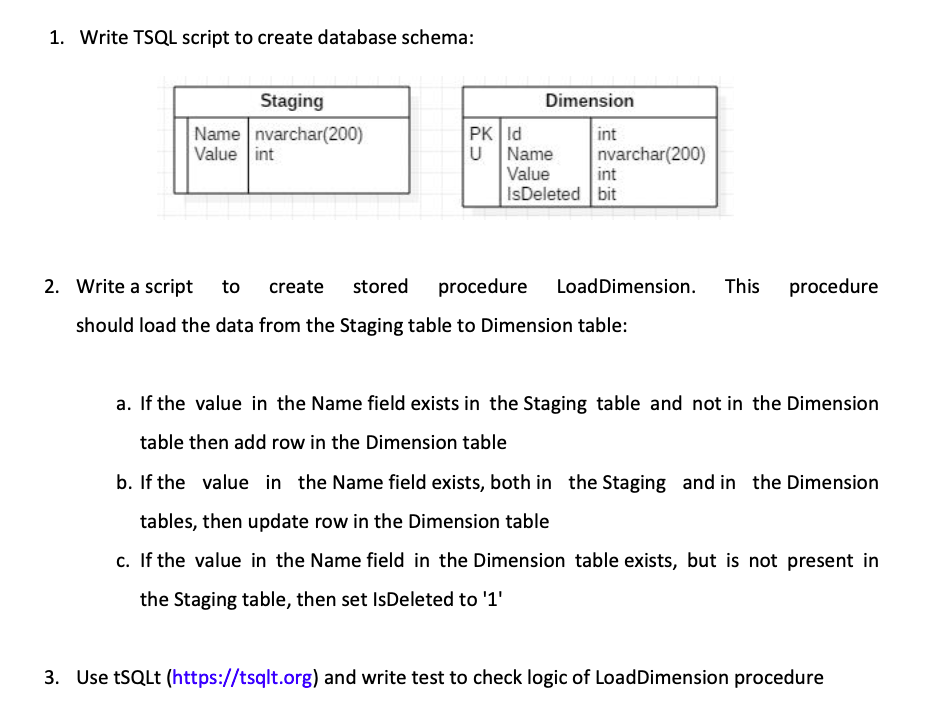 1. Write TSQL script to create database schema:
Staging
Name nvarchar(200)
Value int
Dimension
PK Id int
U Name nvarchar(200)
Value int
IsDeleted bit
2. Write a script to create stored procedure LoadDimension. This procedure
should load the data from the Staging table to Dimension table:
a. If the value in the Name field exists in the Staging table and not in the Dimension
table then add row in the Dimension table
b. If the value in the Name field exists, both in the Staging and in the Dimension
tables, then update row in the Dimension table
c. If the value in the Name field in the Dimension table exists, but is not present in
the Staging table, then set IsDeleted to '1'
3. Use tSQLt (https://tsqlt.org) and write test to check logic of LoadDimension procedure